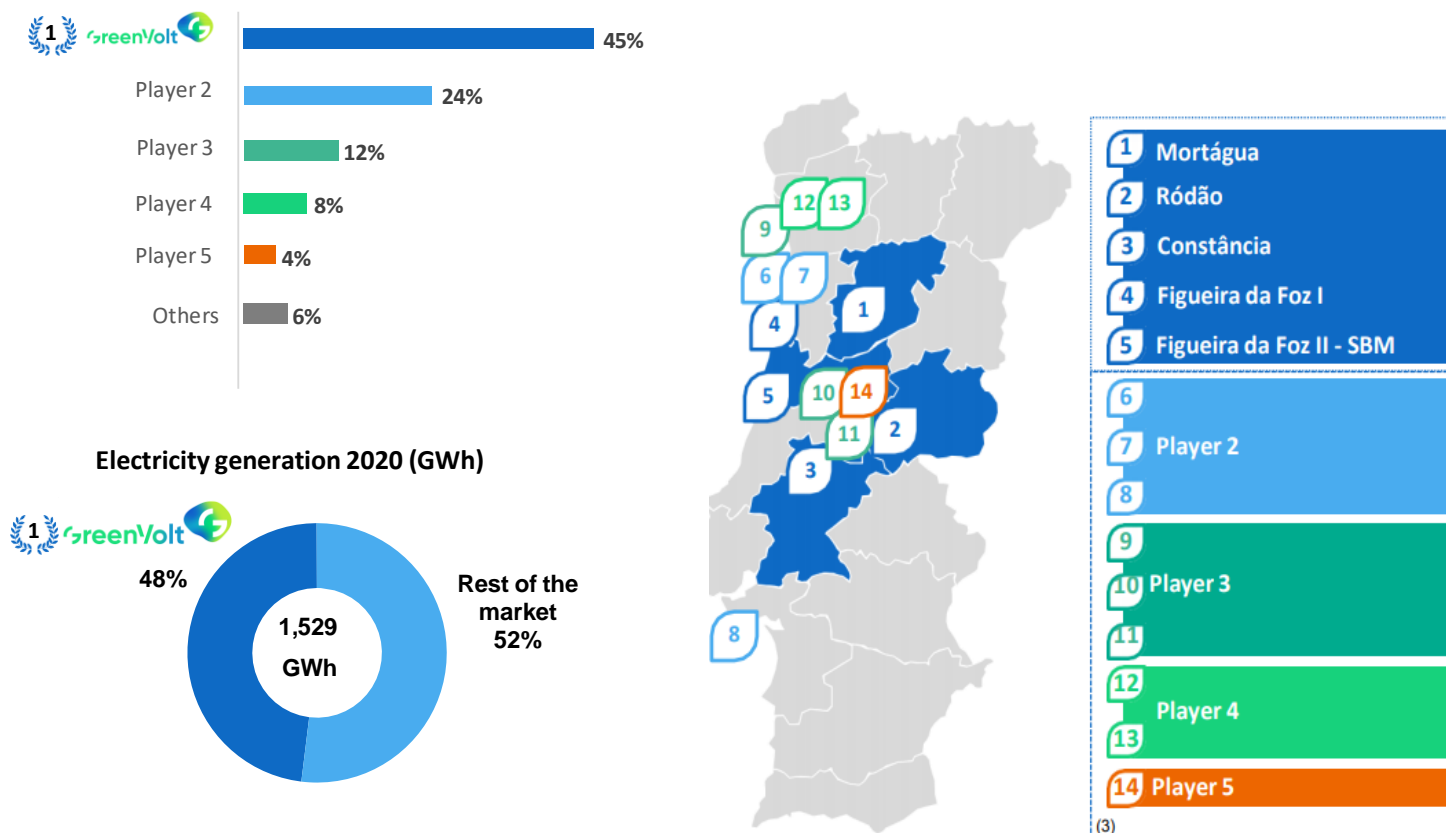 1 GreenVolt
45%
Player 2
24%
Player 3
12%
Player 4
8%
Player 5
4%
Others
6%
Electricity generation 2020 (GWh)
1 GreenVolt
48%
1,529
GWh
Rest of the
market
52%
12 13
9
6 7
4 1
5 10 14
11 2
3
8
1 Mortágua
2 Ródão
3 Constância
4 Figueira da Foz I
5 Figueira da Foz II - SBM
6
7 Player 2
8
9
10 Player 3
11
12
Player 4
13
14 Player 5
(3)